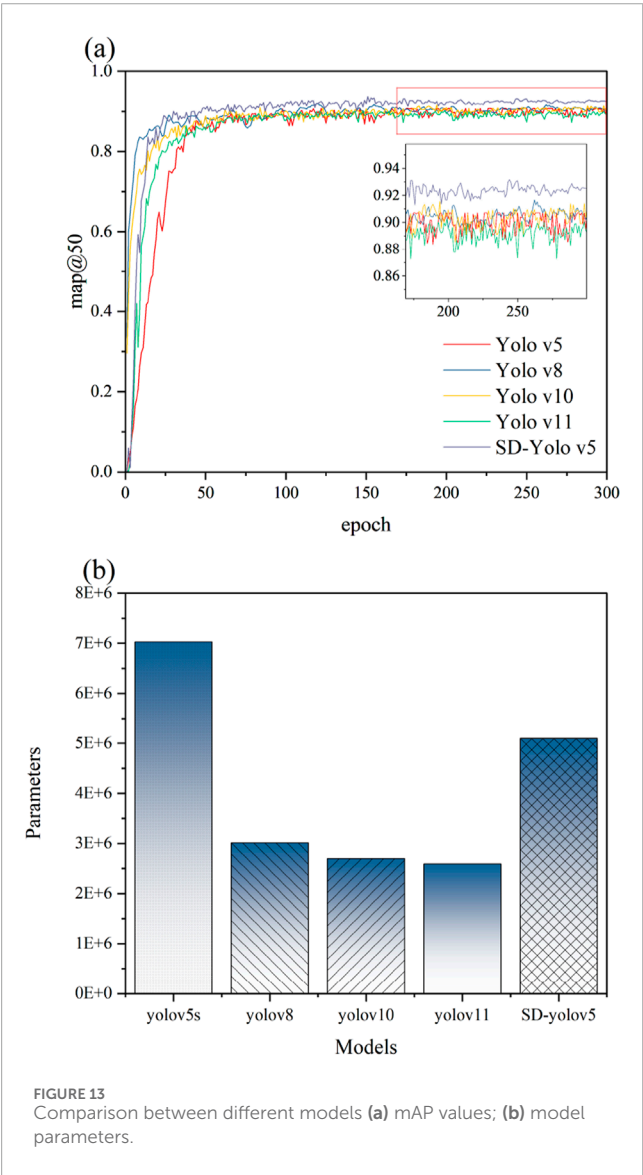 (a)
1.0
0.8
0.6
0.4
0.2
0.0
map@50
0.94
0.92
0.90
0.88
0.86
200 250
Yolo v5
Yolo v8
Yolo v10
Yolo v11
SD-Yolo v5
0 50 100 150 200 250 300
epoch
(b)
8E+6
7E+6
6E+6
5E+6
4E+6
3E+6
2E+6
1E+6
0E+0
Parameters
yolov5s yolov8 yolov10 yolov11 SD-yolov5
Models
FIGURE 13
Comparison between different models (a) mAP values; (b) model
parameters.